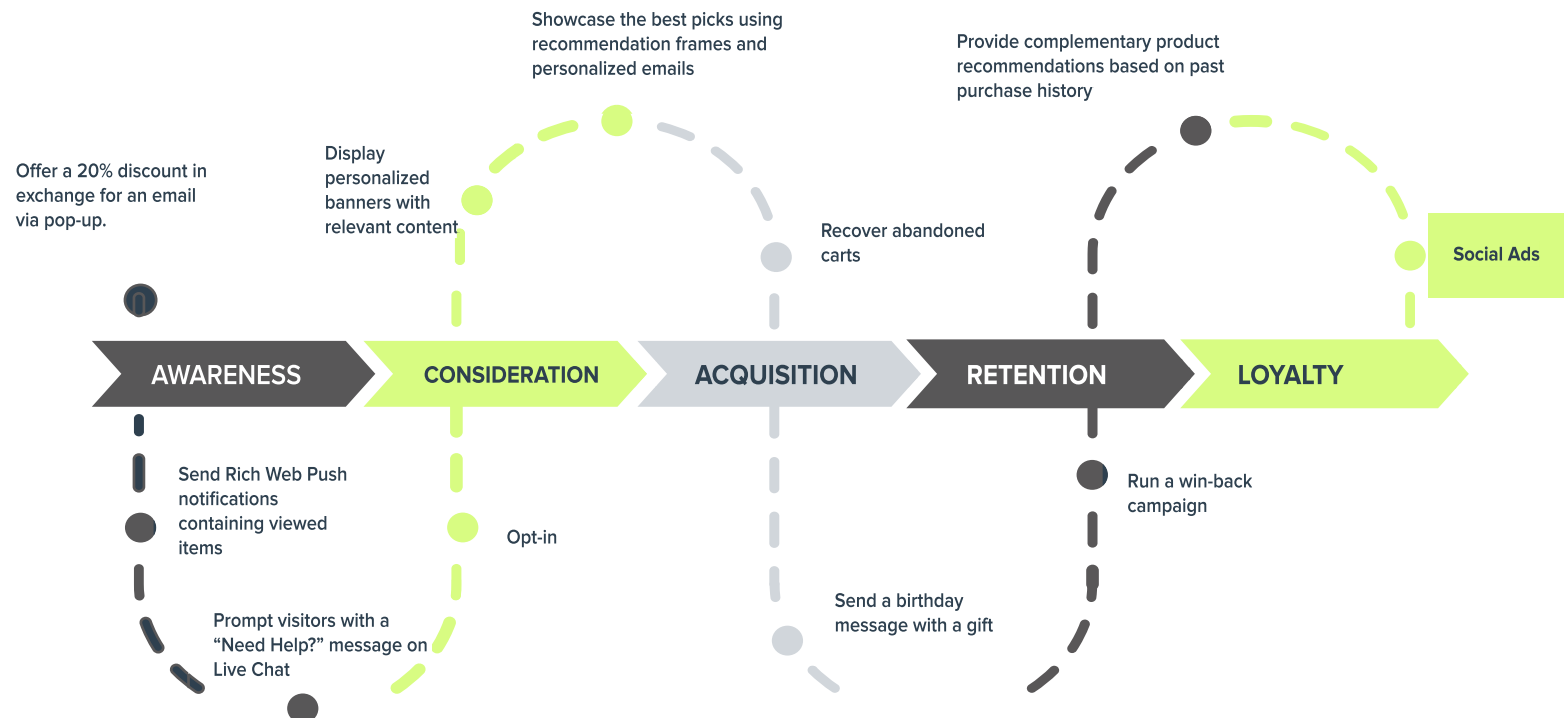 Showcase the best picks using
recommendation frames and
personalized emails
Provide complementary product
recommendations based on past
purchase history
Offer a 20% discount in
exchange for an email
via pop-up.
Display
personalized
banners with
relevant content
Recover abandoned
carts
Social Ads
AWARENESS
CONSIDERATION
ACQUISITION
RETENTION
LOYALTY
Send Rich Web Push
notifications
containing viewed
items
Opt-in
Run a win-back
campaign
Prompt visitors with a
“Need Help?” message on
Live Chat
Send a birthday
message with a gift